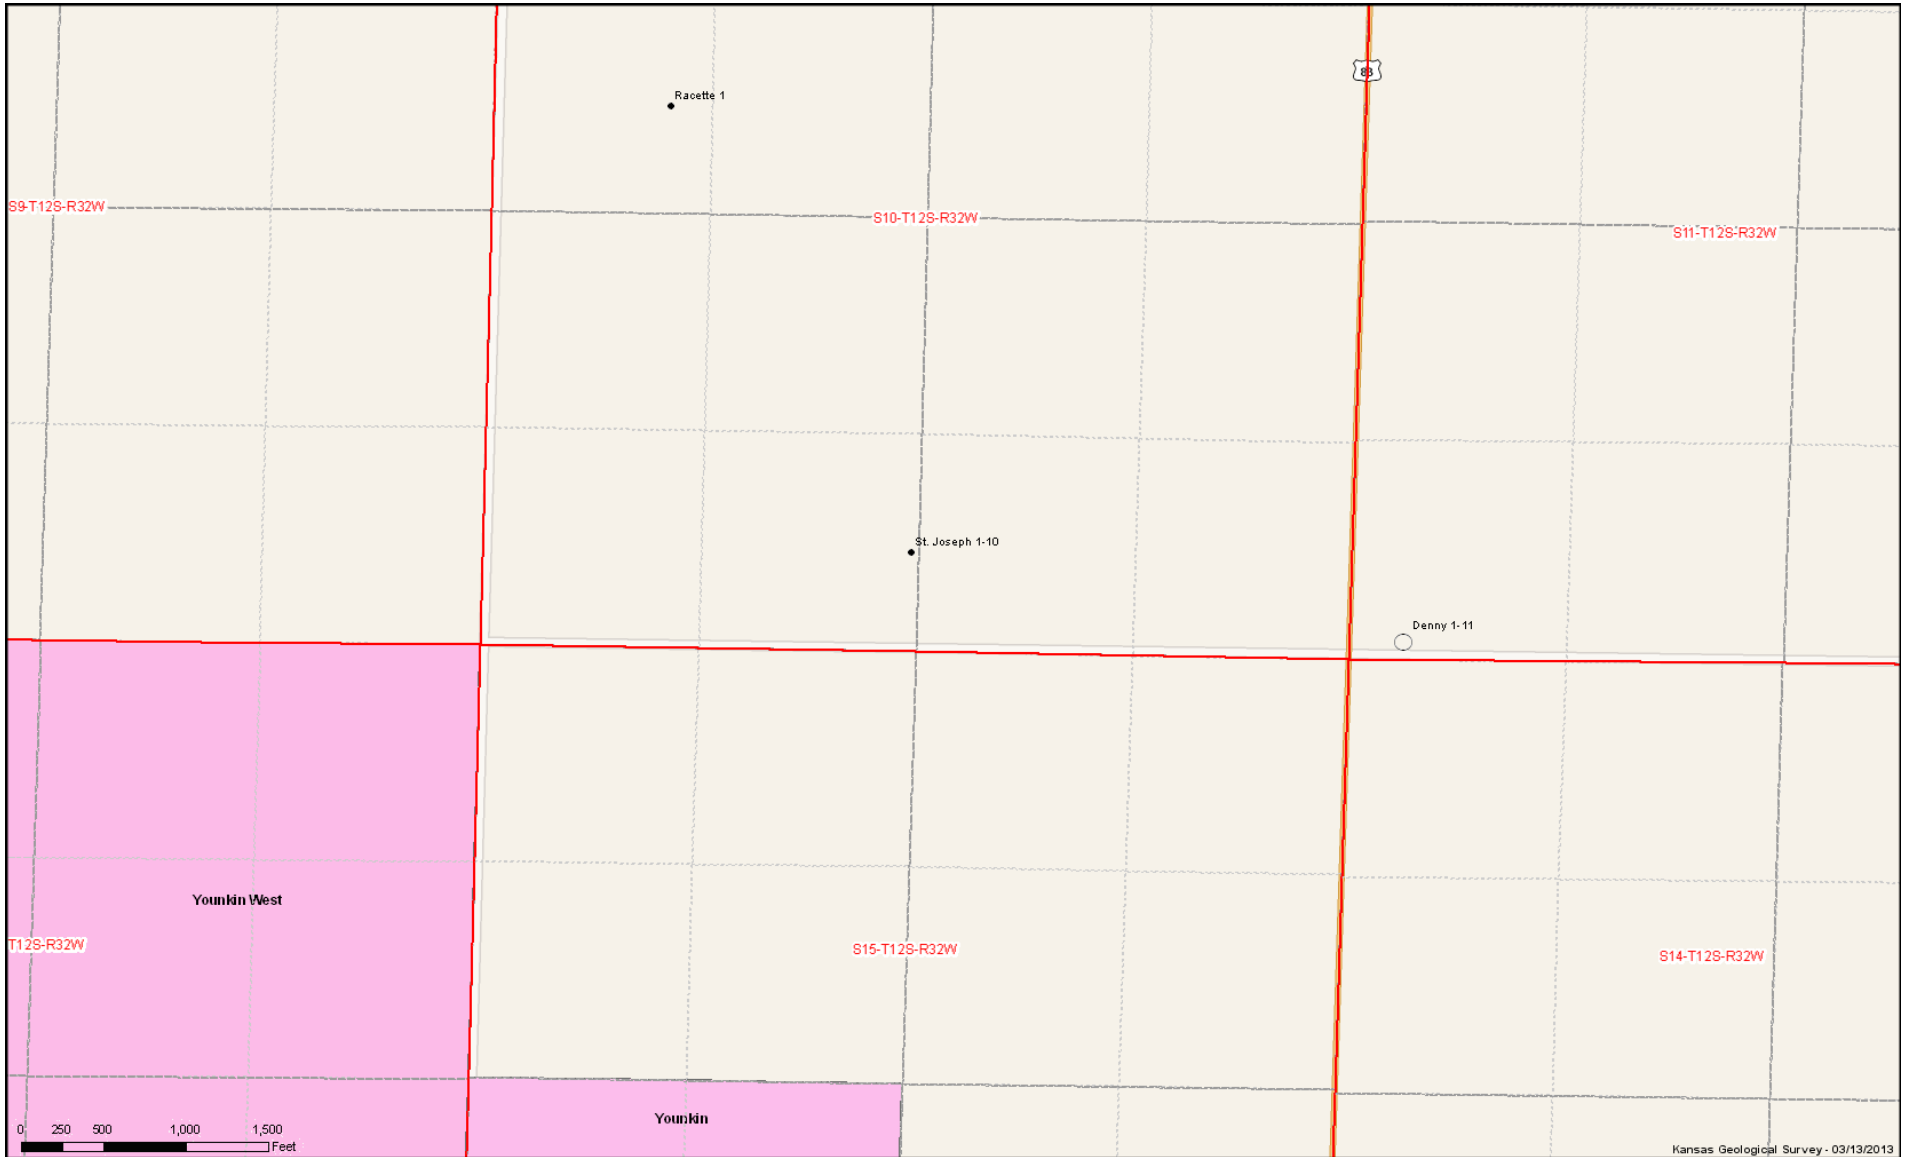 83
Racette 1
S9-T12S-R32W
S10-T12S-R32W
S11-T12S-R32W
St. Joseph 1-10
Denny 1-11
Younkin West
T12S-R32W
S15-T12S-R32W
S14-T12S-R32W
Younkin
0 250 500 1,000 1,500
Feet
Kansas Geological Survey - 03/13/2013